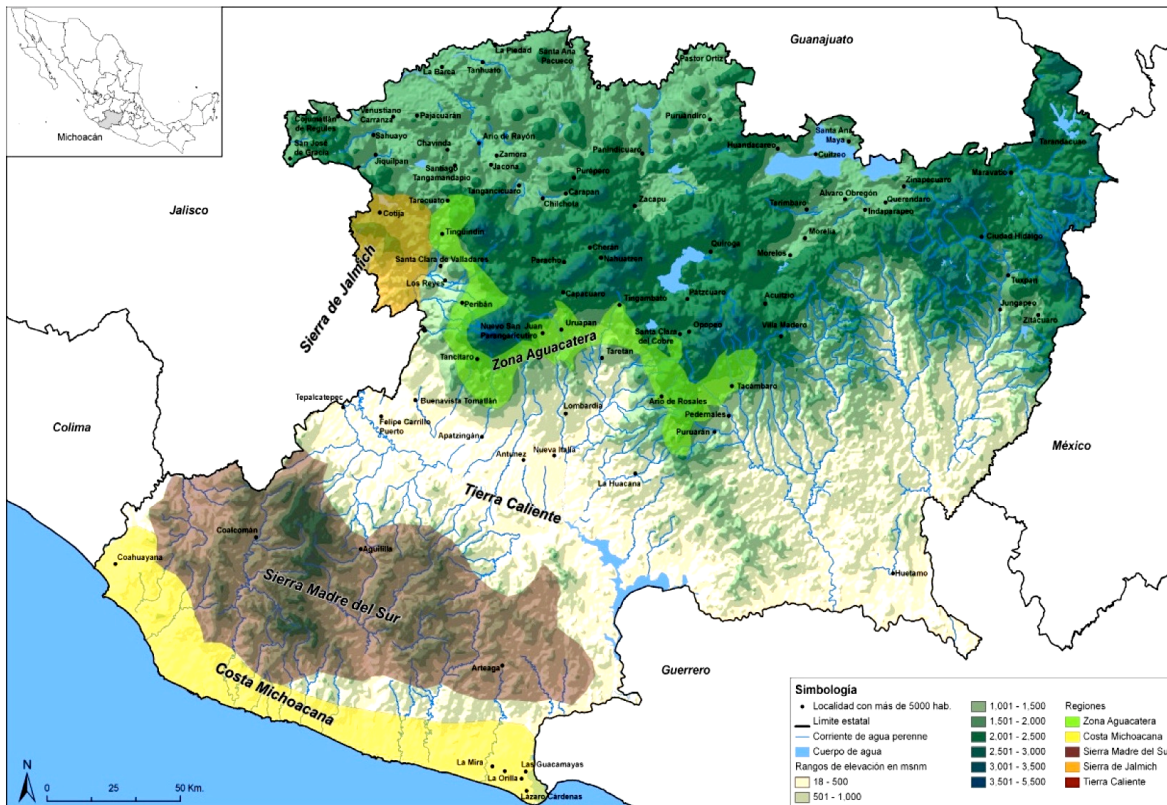 Michoacán
Guanajuato
Jalisco
Colima
México
Guerrero
La Piedad
Santa Ana
Pacueco
Pastor Ortiz
La Barca
Tanhuato
Venustiano
Carranza
Pajacuarán
Cojumatlán
de Régules
Sahuayo
San José
de Gracia
Jiquilpan
Chavinda
Ario de Rayón
Zamora
Jacona
Santiago
Tangamandapio
Tangancícuaro
Tarecuato
Puruándiro
Panindícuaro
Purépero
Carapan
Chilchota
Zacapu
Huandacareo
Santa Ana
Maya
Cuitzeo
Zinapécuaro
Alvaro Obregón
Queréndaro
Tarímbaro
Indaparapeo
Morelia
Morelos
Maravatío
Ciudad Hidalgo
Tuxpan
Jungapeo
Zitácuaro
Cotija
Tingüindín
Santa Clara de Valladares
Los Reyes
Peribán
Cherán
Nahuatzen
Paracho
Capacuaro
Tingambato
Quiroga
Pátzcuaro
Acuitzio
Villa Madero
Santa Clara
del Cobre
Opopeo
Uruapan
Nuevo San Juan
Parangaricutiro
Zona Aguacatera
Taretan
Tancítaro
Tacámbaro
Ario de Rosales
Pedernales
Puruarán
Sierra de Jalmich
Tepalcatepec
Buenavista Tomatlán
Felipe Carrillo
Puerto
Lombardía
Apatzingán
Antunez
Nueva Italia
La Huacana
Tierra Caliente
Huetamo
Coalcomán
Aguililla
Coahuayana
Sierra Madre del Sur
Arteaga
Costa Michoacana
La Mira
Las Guacamayas
La Orilla
Lázaro Cárdenas
N
0 25 50 Km.
Simbología
Localidad con más de 5000 hab.
Límite estatal
Corriente de agua perenne
Cuerpo de agua
Rangos de elevación en msnm
18 - 500
501 - 1,000
1,001 - 1,500
1,501 - 2,000
2,001 - 2,500
2,501 - 3,000
3,001 - 3,500
3,501 - 5,500
Regiones
Zona Aguacatera
Costa Michoacana
Sierra Madre del Su
Sierra de Jalmich
Tierra Caliente